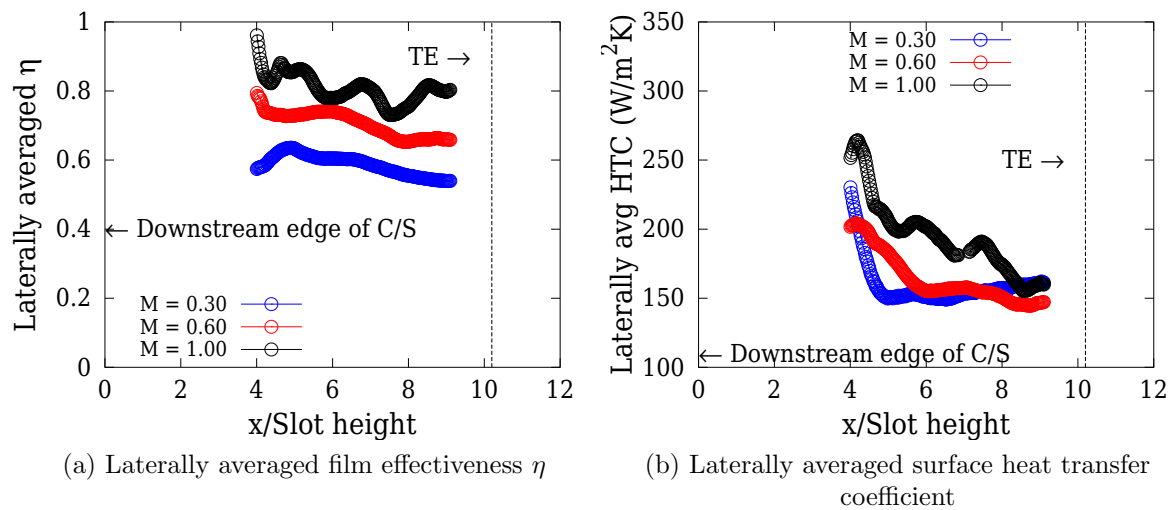 1
0.8
0.6
0.4
0.2
0
0 2 4 6 8 10 12
Laterally averaged η
x/Slot height
TE →
← Downstream edge of C/S
M = 0.30
M = 0.60
M = 1.00
(a) Laterally averaged film effectiveness η
350
300
250
200
150
100
0 2 4 6 8 10 12
Laterally avg HTC (W/m²K)
x/Slot height
M = 0.30
M = 0.60
M = 1.00
TE →
← Downstream edge of C/S
(b) Laterally averaged surface heat transfer
coefficient